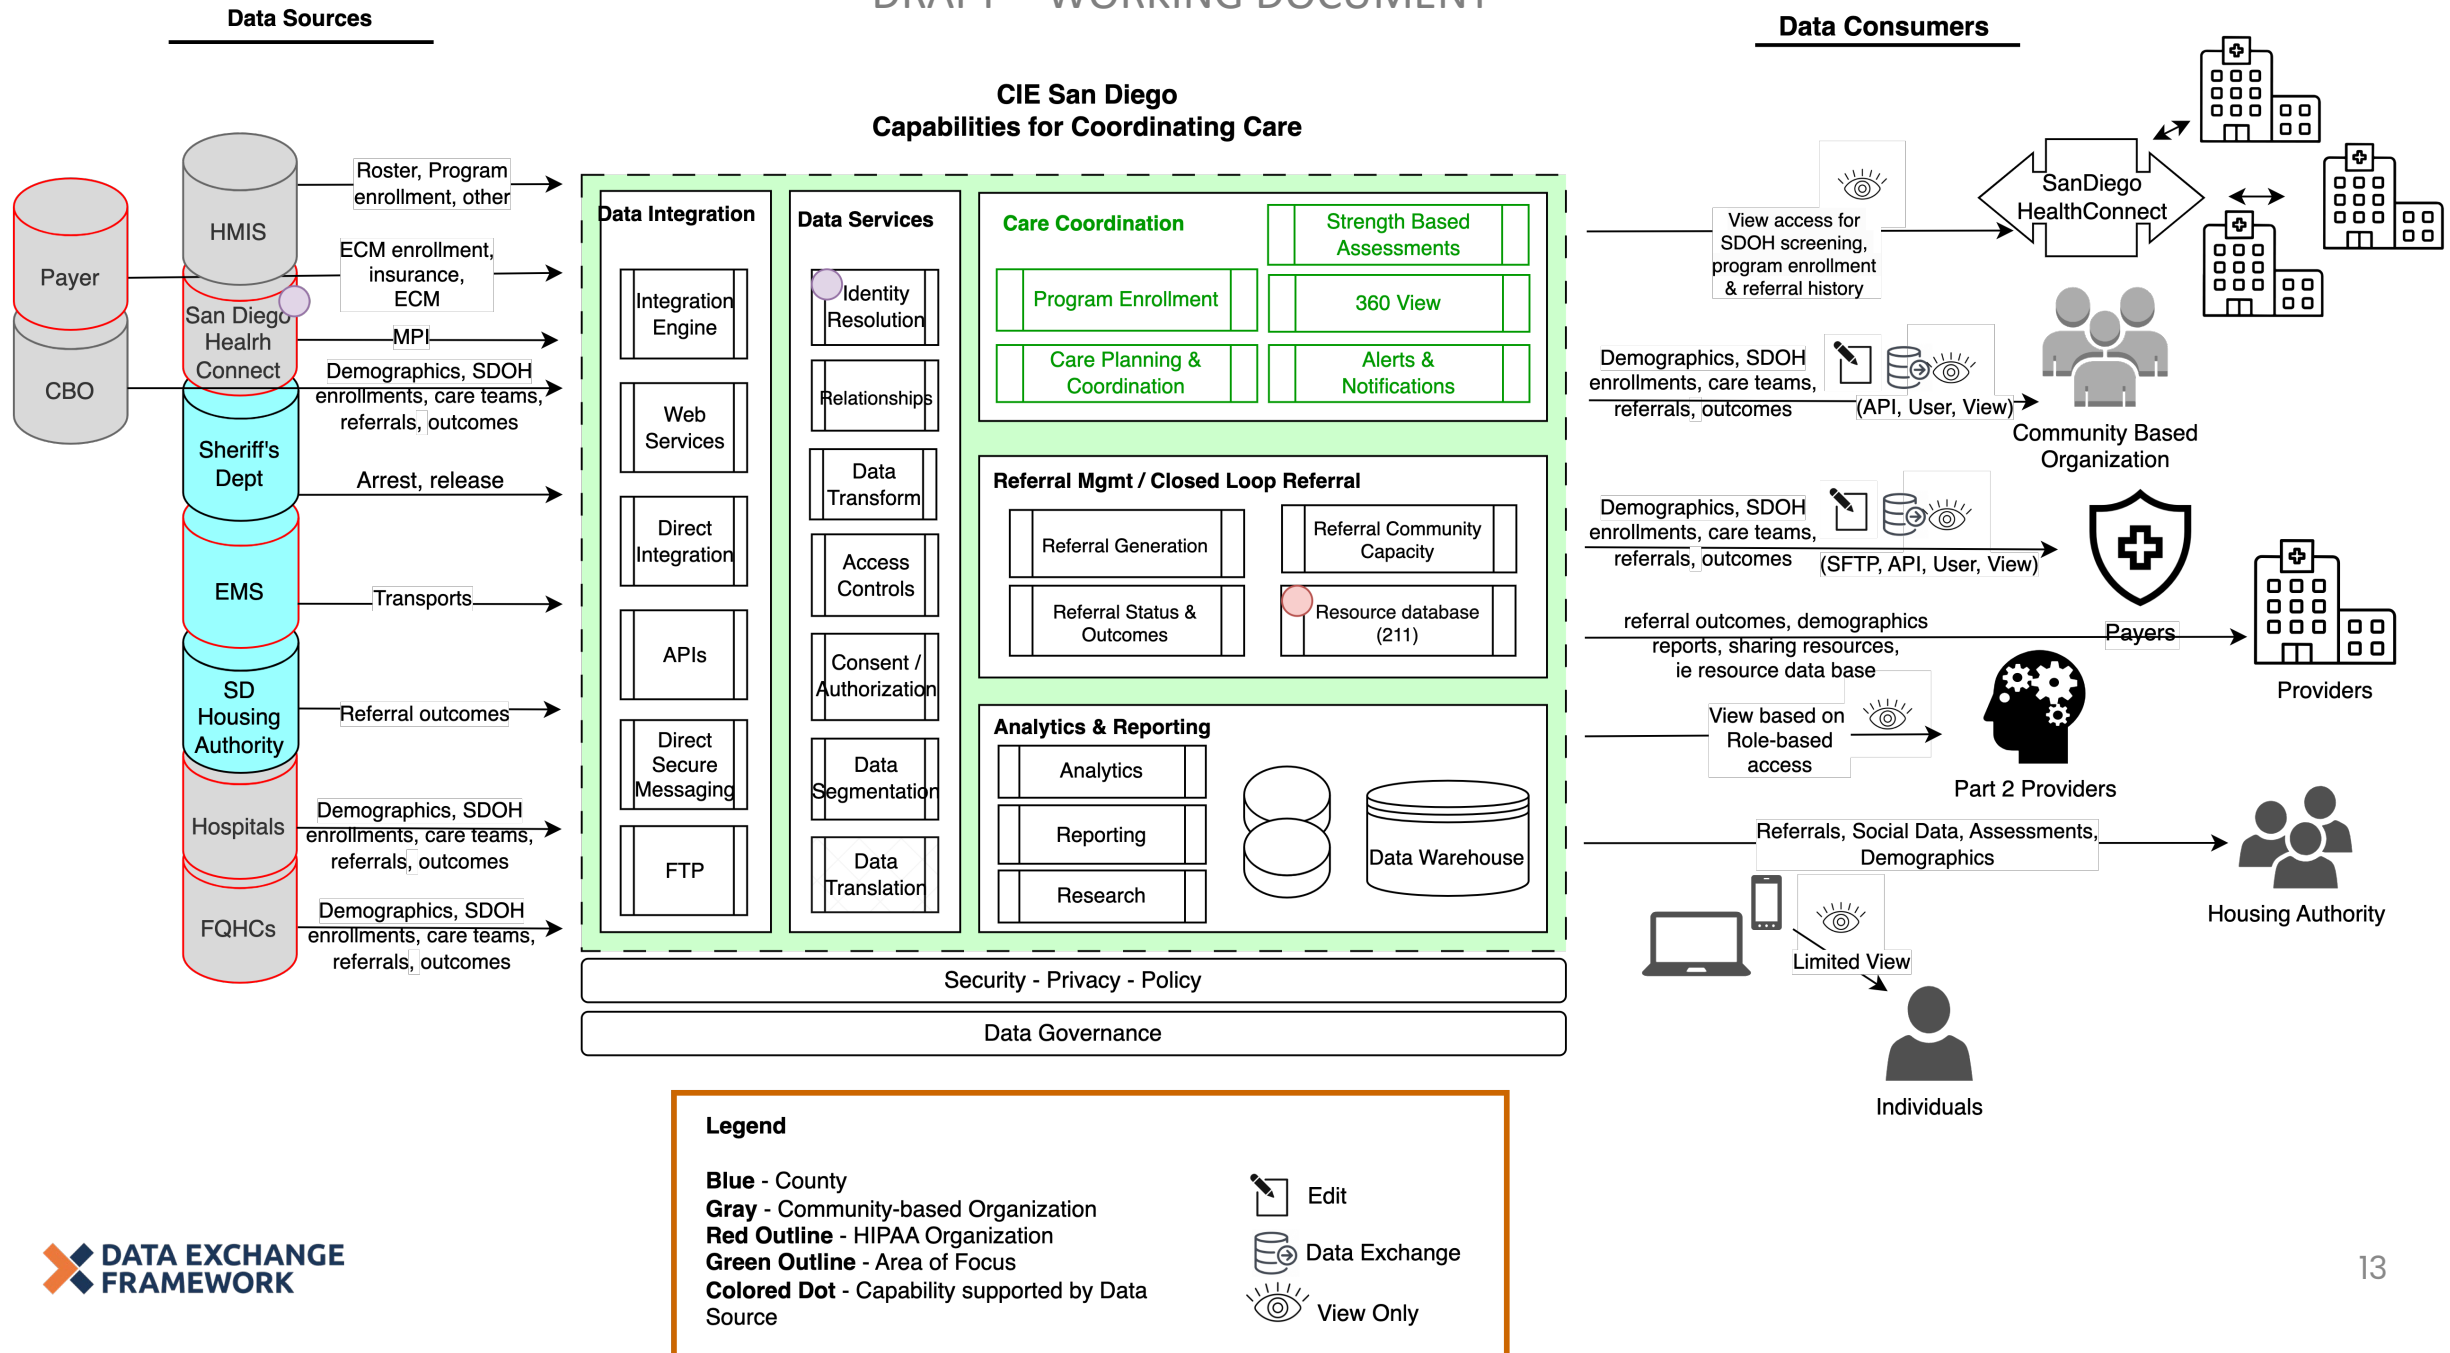 DRAFT – WORKING DOCUMENT
Data Sources
Data Consumers
CIE San Diego
Capabilities for Coordinating Care
Payer
CBO
HMIS
San Diego
Healrh
Connect
Sheriff's
Dept
EMS
SD
Housing
Authority
Hospitals
FQHCs
Roster, Program
enrollment, other
ECM enrollment,
insurance,
ECM
MPI
Demographics, SDOH
enrollments, care teams,
referrals, outcomes
Arrest, release
Transports
Referral outcomes
Demographics, SDOH
enrollments, care teams,
referrals, outcomes
Demographics, SDOH
enrollments, care teams,
referrals, outcomes
Data Integration
Integration
Engine
Web
Services
Direct
Integration
APIs
Direct
Secure
Messaging
FTP
Data Services
Identity
Resolution
Relationships
Data
Transform
Access
Controls
Consent /
Authorization
Data
Segmentation
Data
Translation
Care Coordination
Strength Based
Assessments
Program Enrollment
360 View
Care Planning &
Coordination
Alerts &
Notifications
Referral Mgmt / Closed Loop Referral
Referral Generation
Referral Community
Capacity
Referral Status &
Outcomes
Resource database
(211)
Analytics & Reporting
Analytics
Reporting
Research
Data Warehouse
Security - Privacy - Policy
Data Governance
View access for
SDOH screening,
program enrollment
& referral history
SanDiego
HealthConnect
Demographics, SDOH
enrollments, care teams,
referrals, outcomes
(API, User, View)
Community Based
Organization
Demographics, SDOH
enrollments, care teams,
referrals, outcomes
(SFTP, API, User, View)
Payers
referral outcomes, demographics
reports, sharing resources,
ie resource data base
Providers
View based on
Role-based
access
Part 2 Providers
Referrals, Social Data, Assessments,
Demographics
Housing Authority
Limited View
Individuals
Legend
Blue - County
Gray - Community-based Organization
Red Outline - HIPAA Organization
Green Outline - Area of Focus
Colored Dot - Capability supported by Data
Source
Edit
Data Exchange
View Only
DATA EXCHANGE
FRAMEWORK
13